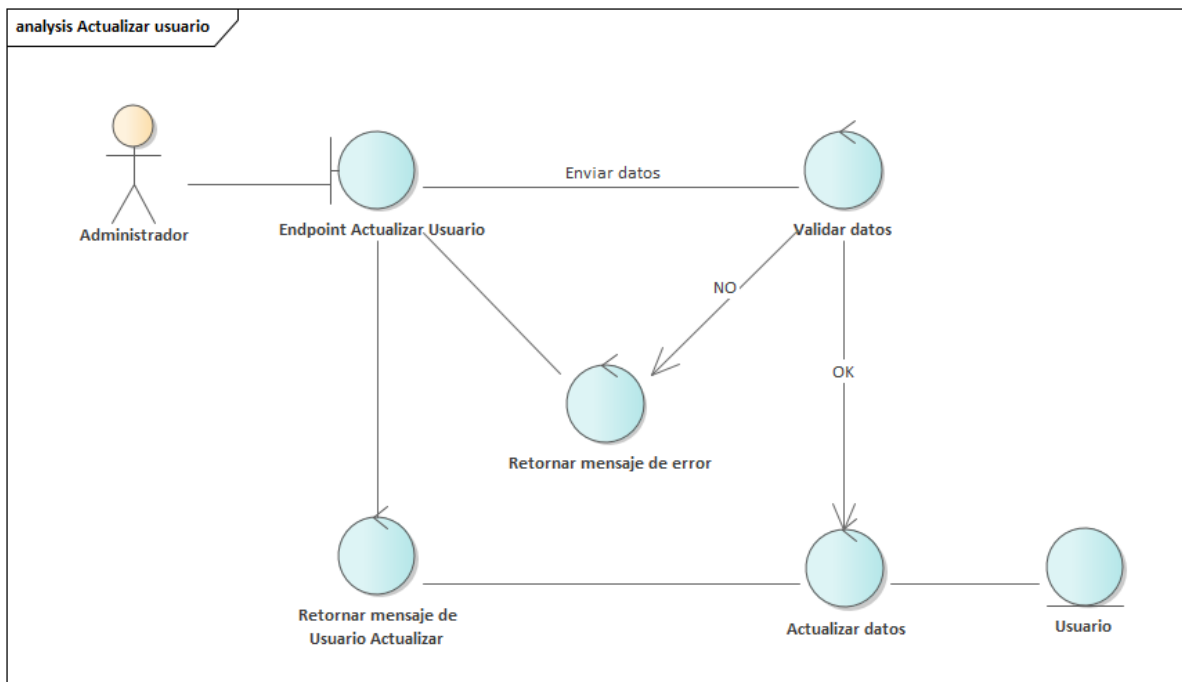 analysis Actualizar usuario
Enviar datos
Administrador
Endpoint Actualizar Usuario
Validar datos
NO
OK
Retornar mensaje de error
Retornar mensaje de
Usuario Actualizar
Actualizar datos
Usuario